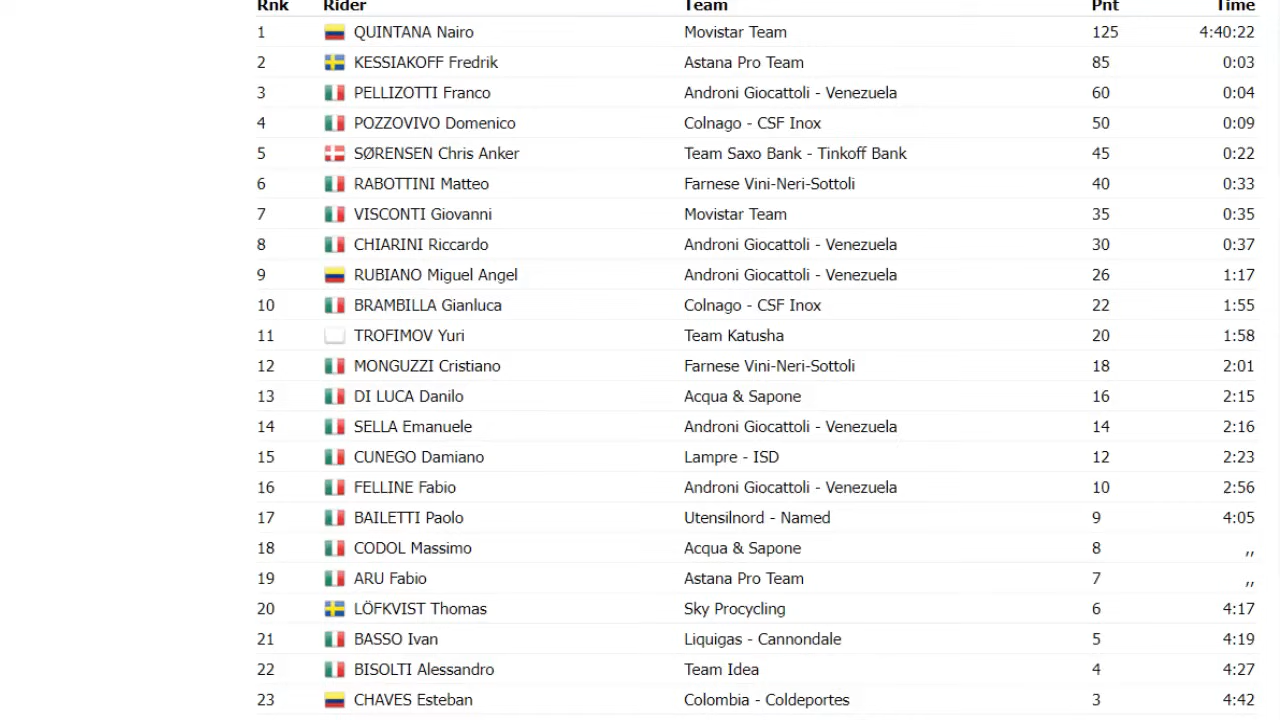 Rnk Rider Team Pnt Time
1 QUINTANA Nairo Movistar Team 125 4:40:22
2 KESSIAKOFF Fredrik Astana Pro Team 85 0:03
3 PELLIZOTTI Franco Androni Giocattoli - Venezuela 60 0:04
4 POZZOVIVO Domenico Colnago - CSF Inox 50 0:09
5 SØRENSEN Chris Anker Team Saxo Bank - Tinkoff Bank 45 0:22
6 RABOTTINI Matteo Farnese Vini-Neri-Sottoli 40 0:33
7 VISCONTI Giovanni Movistar Team 35 0:35
8 CHIARINI Riccardo Androni Giocattoli - Venezuela 30 0:37
9 RUBIANO Miguel Angel Androni Giocattoli - Venezuela 26 1:17
10 BRAMBILLA Gianluca Colnago - CSF Inox 22 1:55
11 TROFIMOV Yuri Team Katusha 20 1:58
12 MONGUZZI Cristiano Farnese Vini-Neri-Sottoli 18 2:01
13 DI LUCA Danilo Acqua & Sapone 16 2:15
14 SELLA Emanuele Androni Giocattoli - Venezuela 14 2:16
15 CUNEGO Damiano Lampre - ISD 12 2:23
16 FELLINE Fabio Androni Giocattoli - Venezuela 10 2:56
17 BAILETTI Paolo Utensilnord - Named 9 4:05
18 CODOL Massimo Acqua & Sapone 8 ,,
19 ARU Fabio Astana Pro Team 7 ,,
20 LÖFKVIST Thomas Sky Procycling 6 4:17
21 BASSO Ivan Liquigas - Cannondale 5 4:19
22 BISOLTI Alessandro Team Idea 4 4:27
23 CHAVES Esteban Colombia - Coldeportes 3 4:42